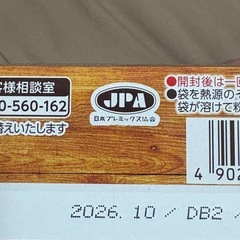 客様相談室
0-560-162
替えいたします
JPA
日本プレミックス協会
●開封後は一
●袋を熱源の
袋が溶けて粉
4 902
2026.10 / DB2 /